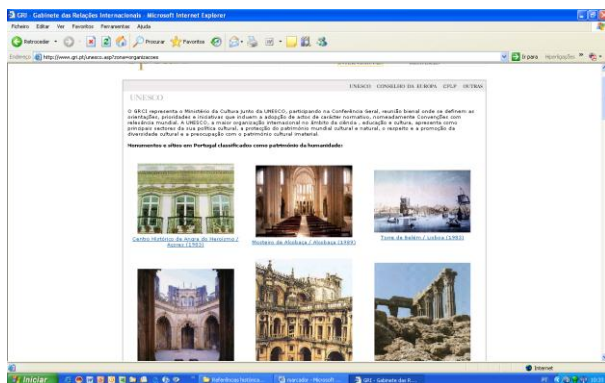 GRI - Gabinete das Relações Internacionais - Microsoft Internet Explorer
Ficheiro Editar Ver Favoritos Ferramentas Ajuda
Retroceder Procurar Favoritos
Endereço http://www.gri.pt/unesco.asp?zona=organizacoes Ir para Hiperligações
UNESCO CONSELHO DA EUROPA CPLP OUTRAS
UNESCO
O GRCI representa o Ministério da Cultura junto da UNESCO, participando na Conferência Geral, reunião bienal onde se definem as
orientações, prioridades e iniciativas que induzem a adopção de actos de carácter normativo, nomeadamente Convenções com
relevância mundial. A UNESCO, a maior organização internacional no âmbito da ciência, educação e cultura, apresenta como
principais sectores da sua política cultural, a protecção do património mundial cultural e natural, o respeito e a promoção da
diversidade cultural e a preocupação com o património cultural imaterial.
Monumentos e sítios em Portugal classificados como património da humanidade:
Centro Histórico de Angra do Heroísmo /
Açores (1983)
Mosteiro de Alcobaça / Alcobaça (1989)
Torre de Belém / Lisboa (1983)
Internet
Iniciar marcador - Microsoft ... GRI - Gabinete das R...